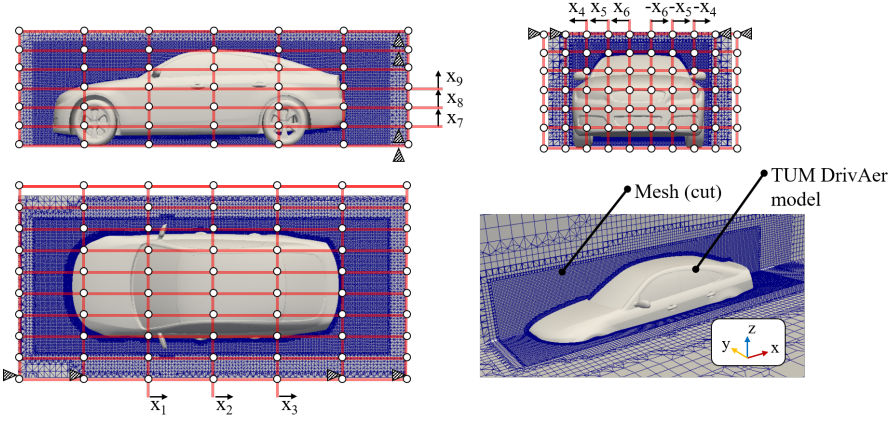 x₄ x₅ x₆ -x₆ -x₅ -x₄
x₉
x₈
x₇
TUM DrivAer
model
Mesh (cut)
z
y
x
x₁ x₂ x₃